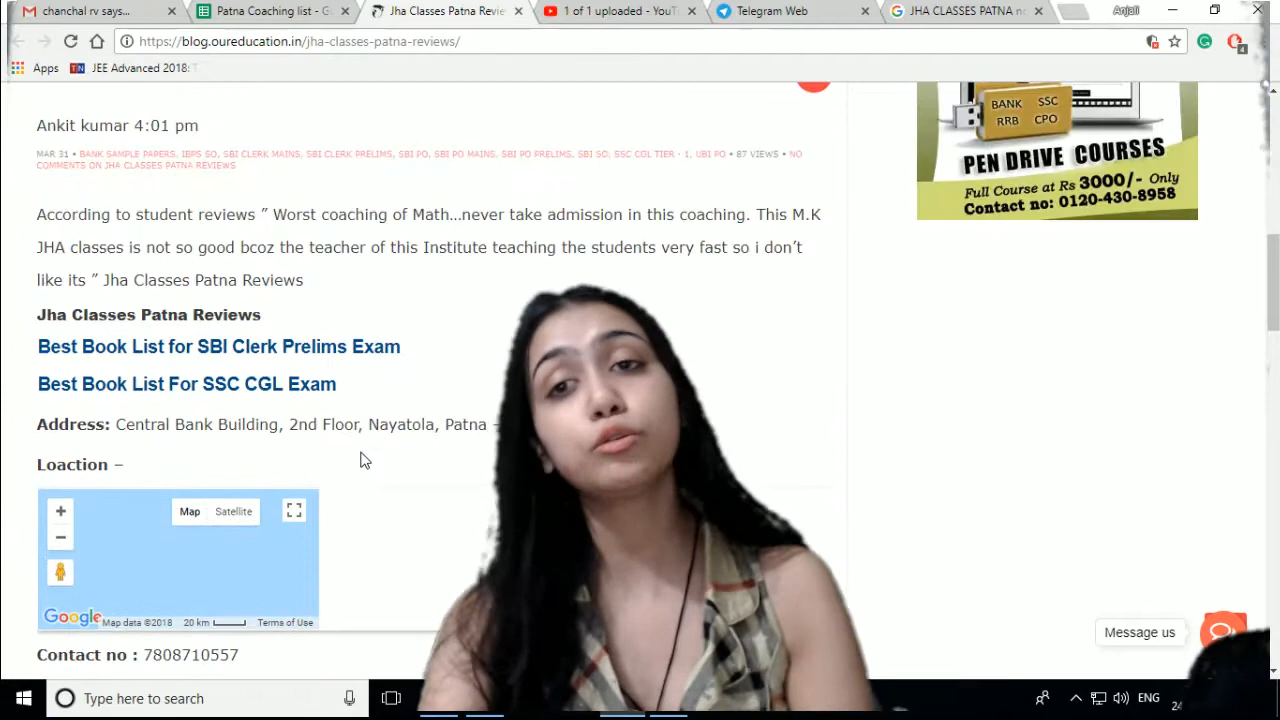 chanchal rv says...
Patna Coaching list - G
Jha Classes Patna Revie
1 of 1 uploaded - YouT
Telegram Web
JHA CLASSES PATNA n
Anjali
https://blog.oureducation.in/jha-classes-patna-reviews/
4
Apps
JEE Advanced 2018:
Ankit kumar 4:01 pm
MAR 31 • BANK SAMPLE PAPERS, IBPS SO, SBI CLERK MAINS, SBI CLERK PRELIMS, SBI PO, SBI PO MAINS, SBI PO PRELIMS, SBI SO, SSC CGL TIER - 1, UBI PO • 87 VIEWS • NO
COMMENTS ON JHA CLASSES PATNA REVIEWS
According to student reviews ” Worst coaching of Math…never take admission in this coaching. This M.K
JHA classes is not so good bcoz the teacher of this Institute teaching the students very fast so i don’t
like its ” Jha Classes Patna Reviews
Jha Classes Patna Reviews
Best Book List for SBI Clerk Prelims Exam
Best Book List For SSC CGL Exam
Address: Central Bank Building, 2nd Floor, Nayatola, Patna -
Loaction –
Map Satellite
Google Map data ©2018 20 km Terms of Use
Contact no : 7808710557
BANK SSC
RRB CPO
PEN DRIVE COURSES
Full Course at Rs 3000/- Only
Contact no: 0120-430-8958
Message us
Type here to search
ENG